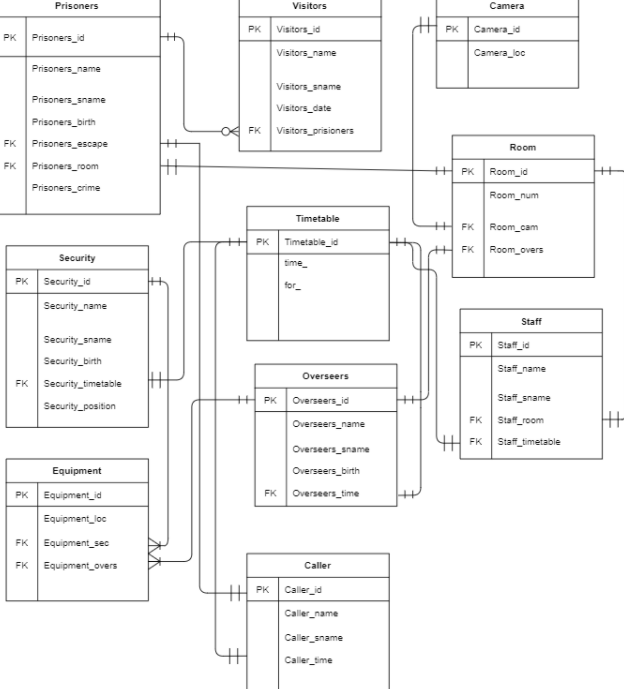 Prisoners
PK Prisoners_id
Prisoners_name
Prisoners_sname
Prisoners_birth
FK Prisoners_escape
FK Prisoners_room
Prisoners_crime
Visitors
PK Visitors_id
Visitors_name
Visitors_sname
Visitors_date
FK Visitors_prisioners
Camera
PK Camera_id
Camera_loc
Room
PK Room_id
Room_num
FK Room_cam
FK Room_overs
Timetable
PK Timetable_id
time_
for_
Security
PK Security_id
Security_name
Security_sname
Security_birth
FK Security_timetable
Security_position
Staff
PK Staff_id
Staff_name
Staff_sname
FK Staff_room
FK Staff_timetable
Overseers
PK Overseers_id
Overseers_name
Overseers_sname
Overseers_birth
FK Overseers_time
Equipment
PK Equipment_id
Equipment_loc
FK Equipment_sec
FK Equipment_overs
Caller
PK Caller_id
Caller_name
Caller_sname
Caller_time